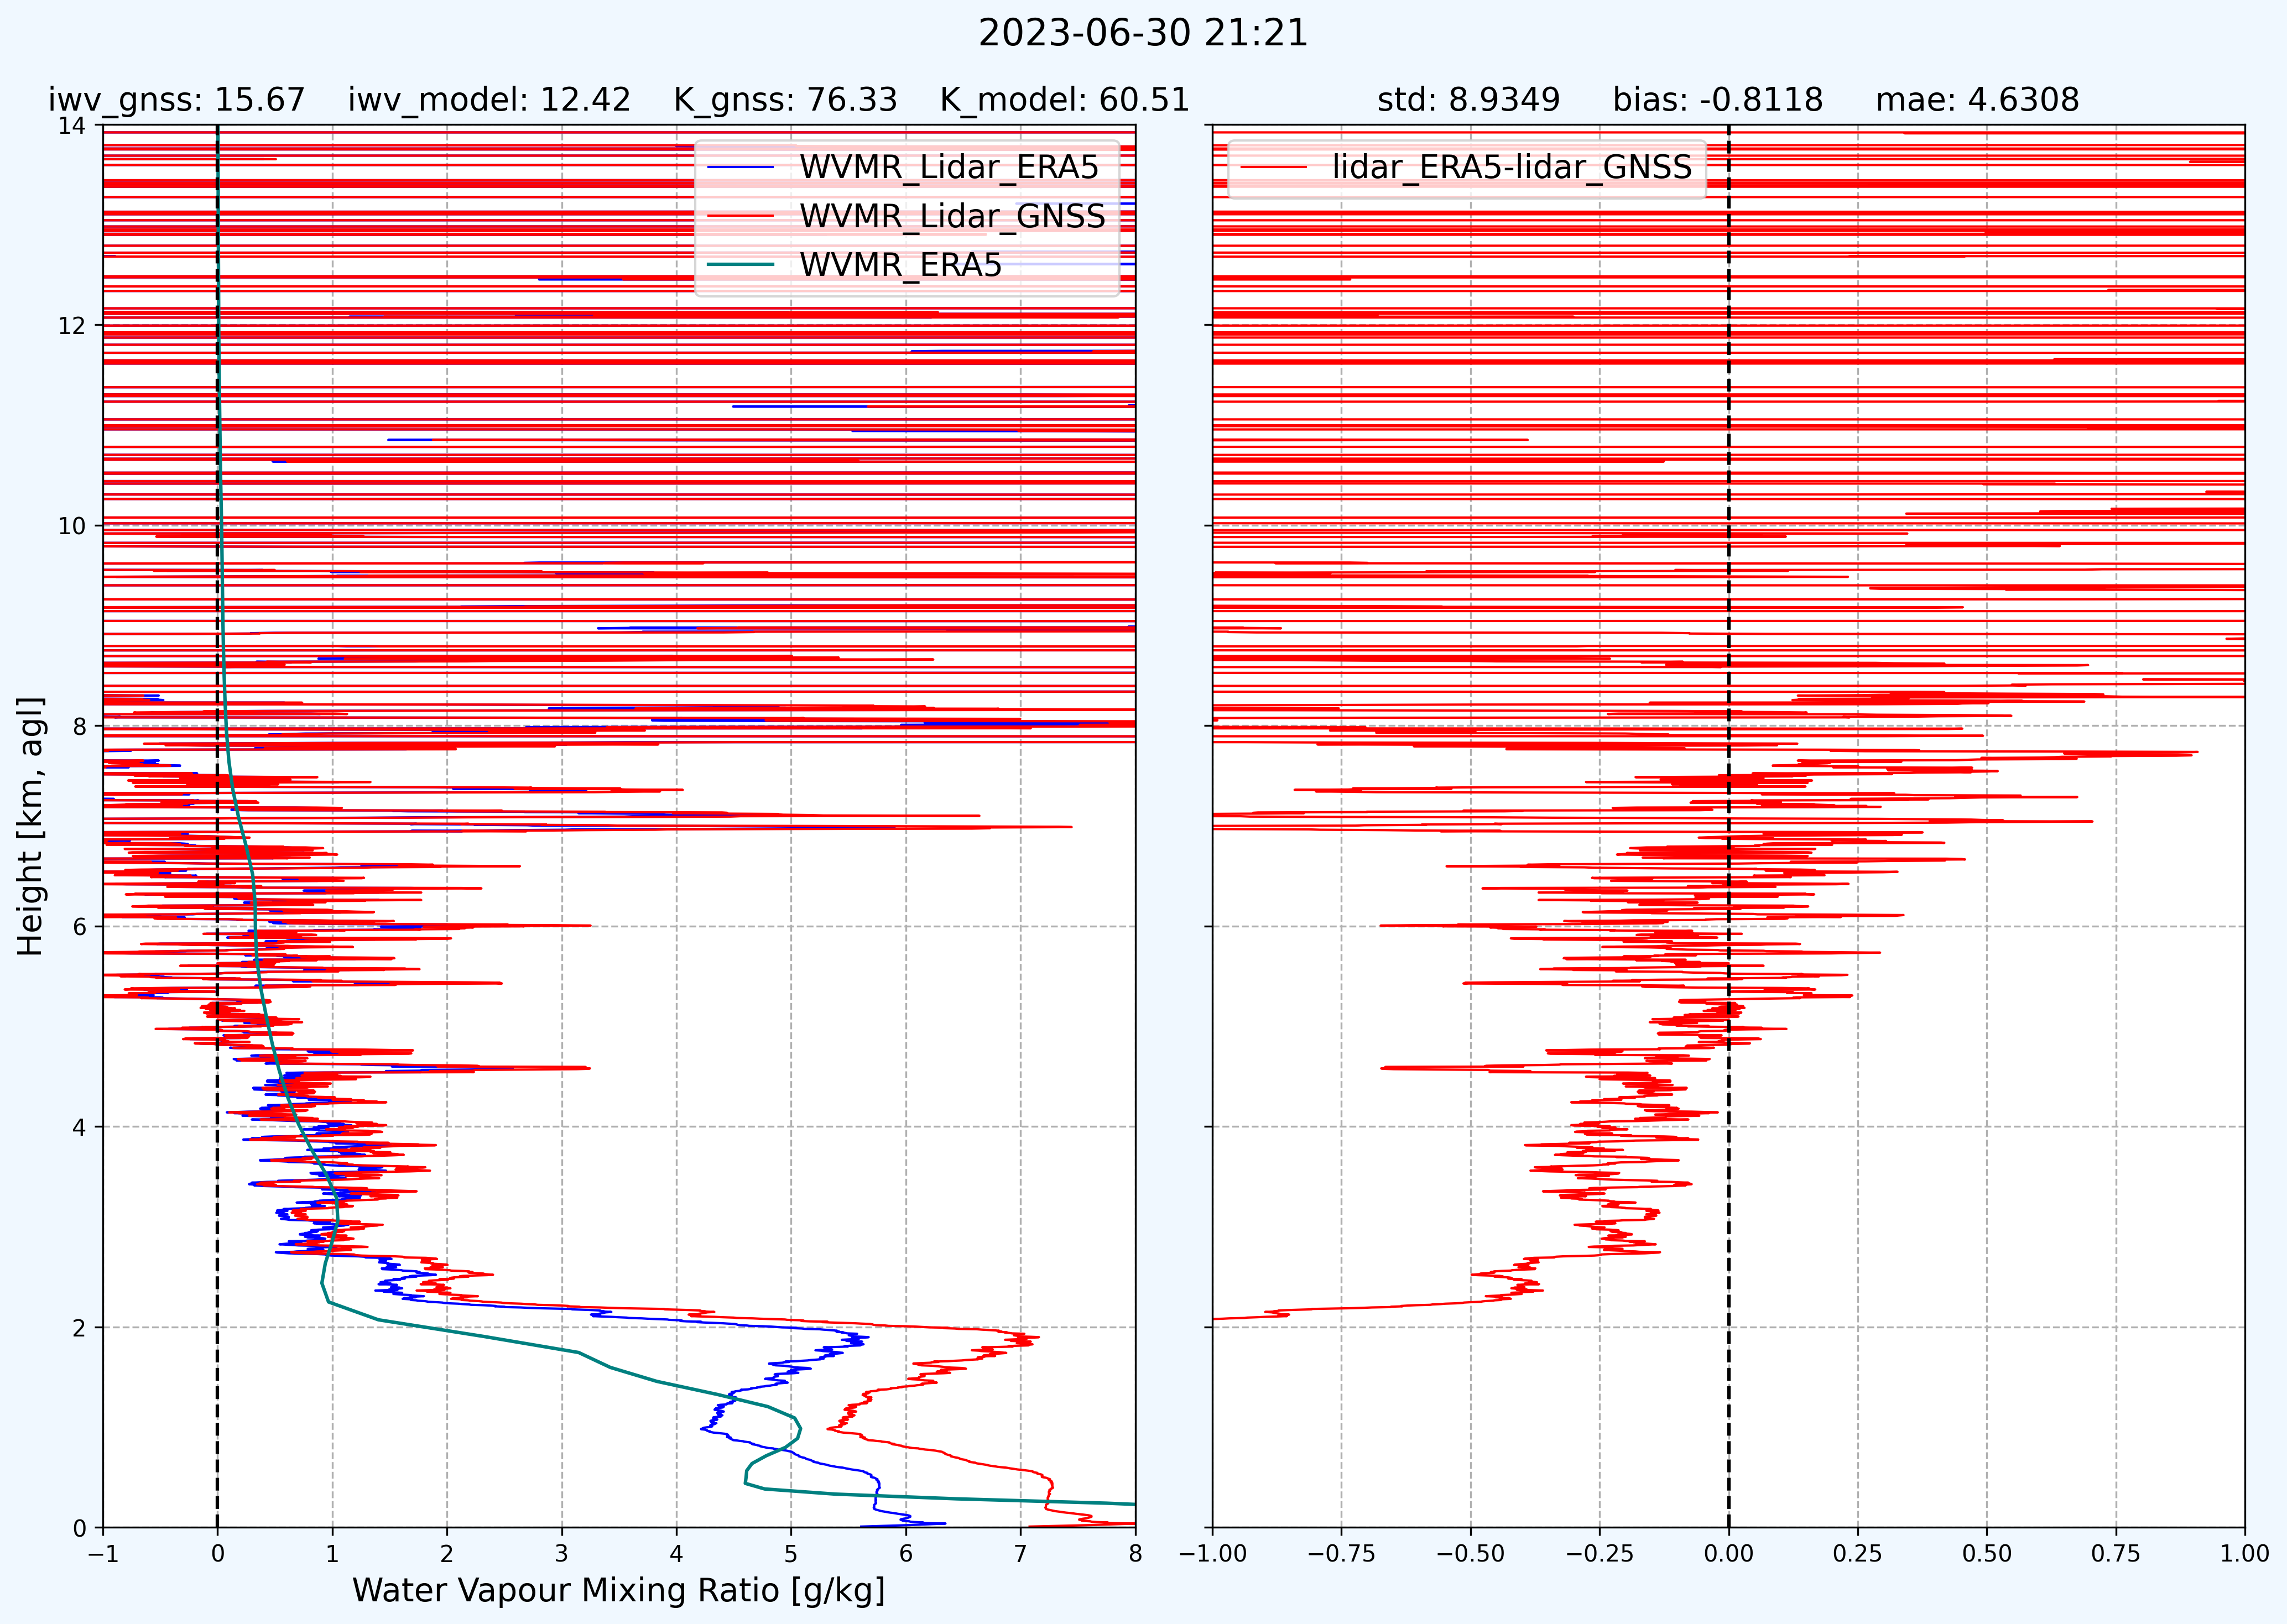 2023-06-30 21:21
iwv_gnss: 15.67 iwv_model: 12.42 K_gnss: 76.33 K_model: 60.51
std: 8.9349 bias: -0.8118 mae: 4.6308
WVMR_Lidar_ERA5
WVMR_Lidar_GNSS
WVMR_ERA5
lidar_ERA5-lidar_GNSS
Height [km, agl]
14
12
10
8
6
4
2
0
−1 0 1 2 3 4 5 6 7 8
Water Vapour Mixing Ratio [g/kg]
−1.00 −0.75 −0.50 −0.25 0.00 0.25 0.50 0.75 1.00